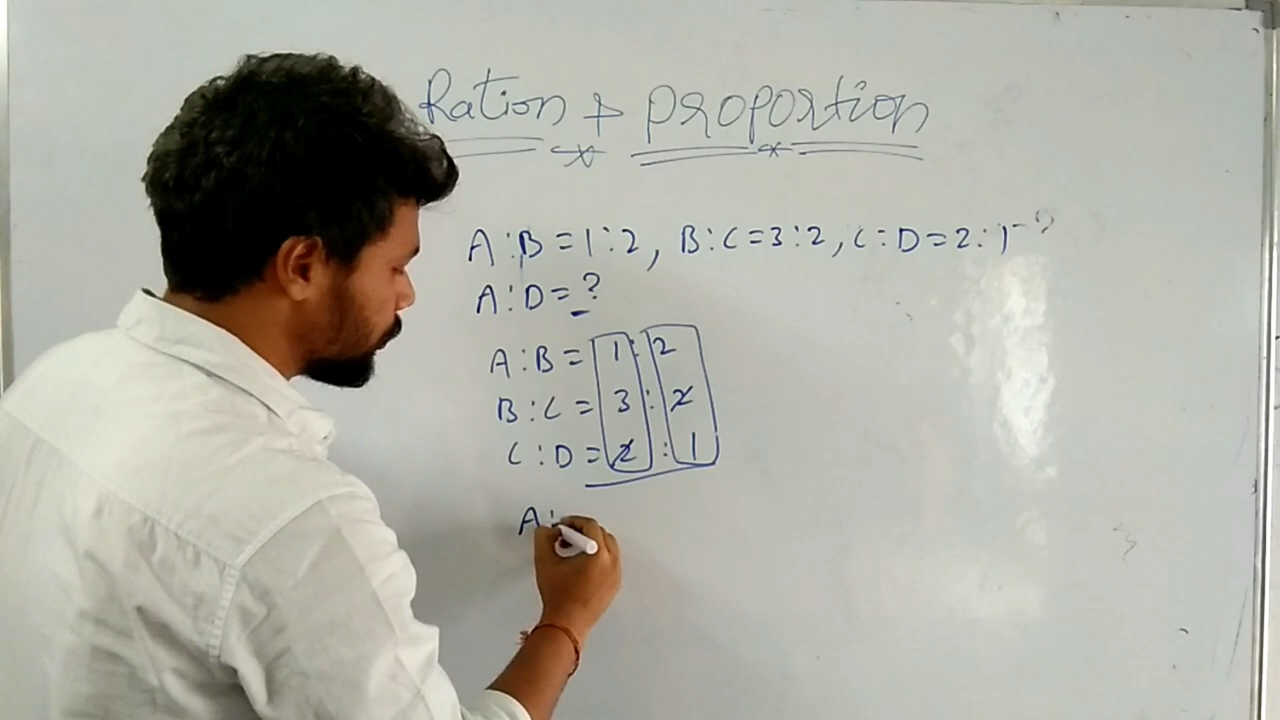 Ration & proportion
A:B=1:2, B:C=3:2, C:D=2:1
A:D=?
A:B=1:2
B:C=3:2
C:D=2:1
A: